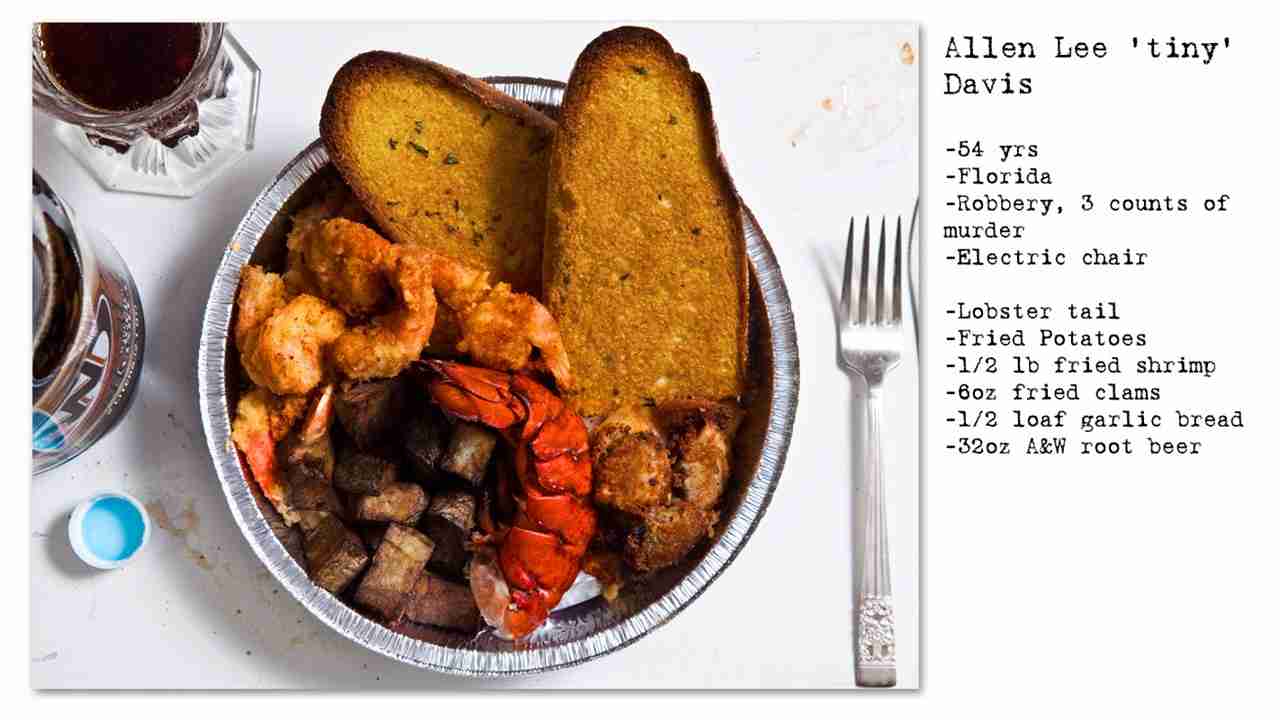 Allen Lee 'tiny'
Davis
-54 yrs
-Florida
-Robbery, 3 counts of
murder
-Electric chair
-Lobster tail
-Fried Potatoes
-1/2 lb fried shrimp
-6oz fried clams
-1/2 loaf garlic bread
-32oz A&W root beer